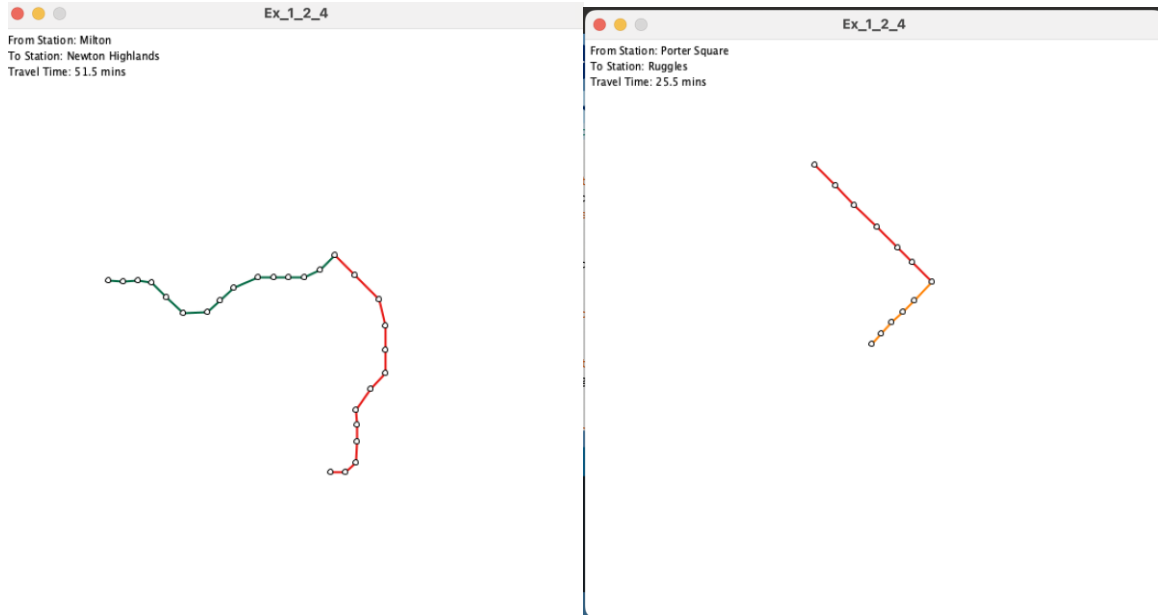 Ex_1_2_4
From Station: Milton
To Station: Newton Highlands
Travel Time: 51.5 mins
Ex_1_2_4
From Station: Porter Square
To Station: Ruggles
Travel Time: 25.5 mins